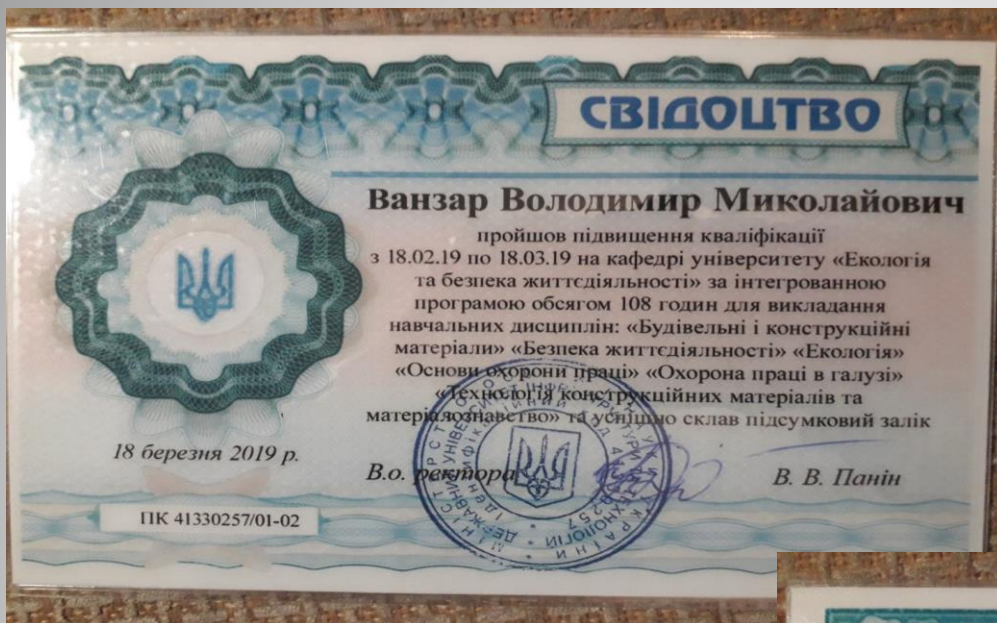 СВІДОЦТВО
Ванзар Володимир Миколайович
пройшов підвищення кваліфікації
з 18.02.19 по 18.03.19 на кафедрі університету «Екологія
та безпека життєдіяльності» за інтегрованною
програмою обсягом 108 годин для викладання
навчальних дисциплін: «Будівельні і конструкційні
матеріали» «Безпека життєдіяльності» «Екологія»
«Основи охорони праці» «Охорона праці в галузі»
«Технологія конструкційних матеріалів та
матеріалознавство» та успішно склав підсумковий залік
18 березня 2019 р.
В.о. ректора
В. В. Панін
ПК 41330257/01-02